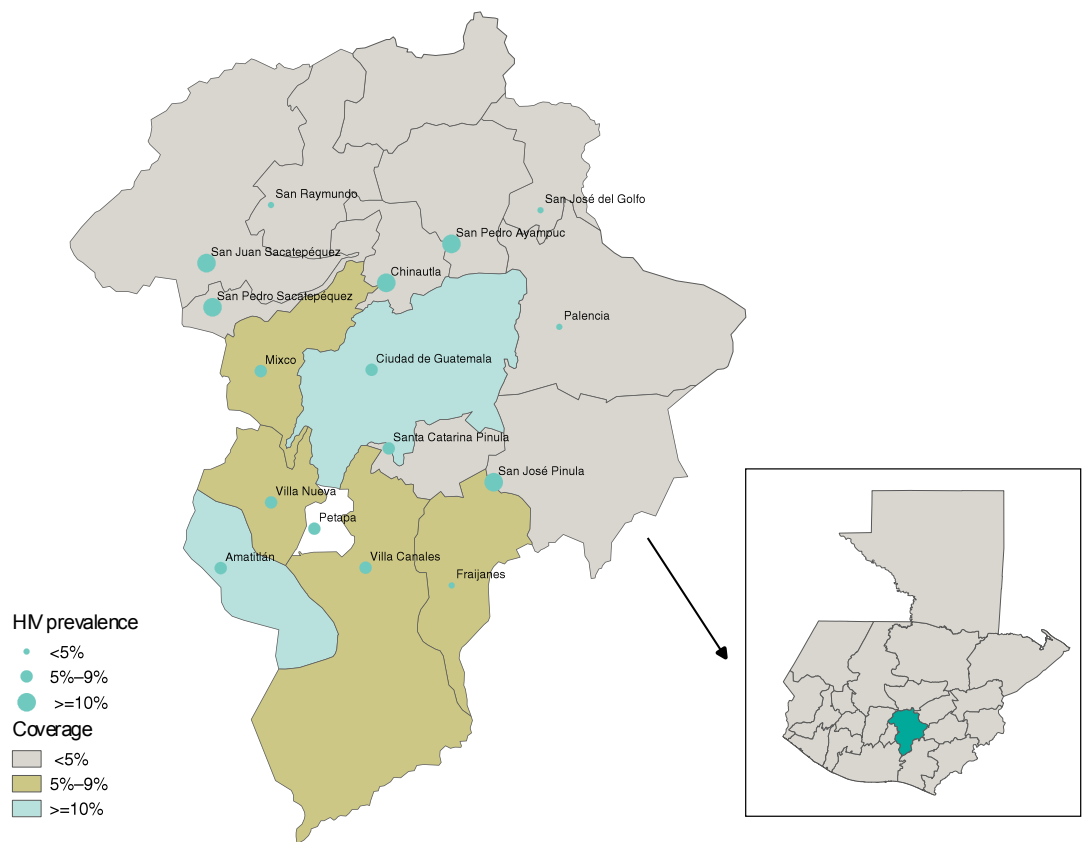 San Raymundo
San José del Golfo
San Pedro Ayampuc
San Juan Sacatepéquez
Chinautla
San Pedro Sacatepéquez
Palencia
Mixco
Ciudad de Guatemala
Santa Catarina Pinula
San José Pinula
Villa Nueva
Petapa
Amatitlán
Villa Canales
Fraijanes
HIV prevalence
<5%
5%–9%
>=10%
Coverage
<5%
5%–9%
>=10%